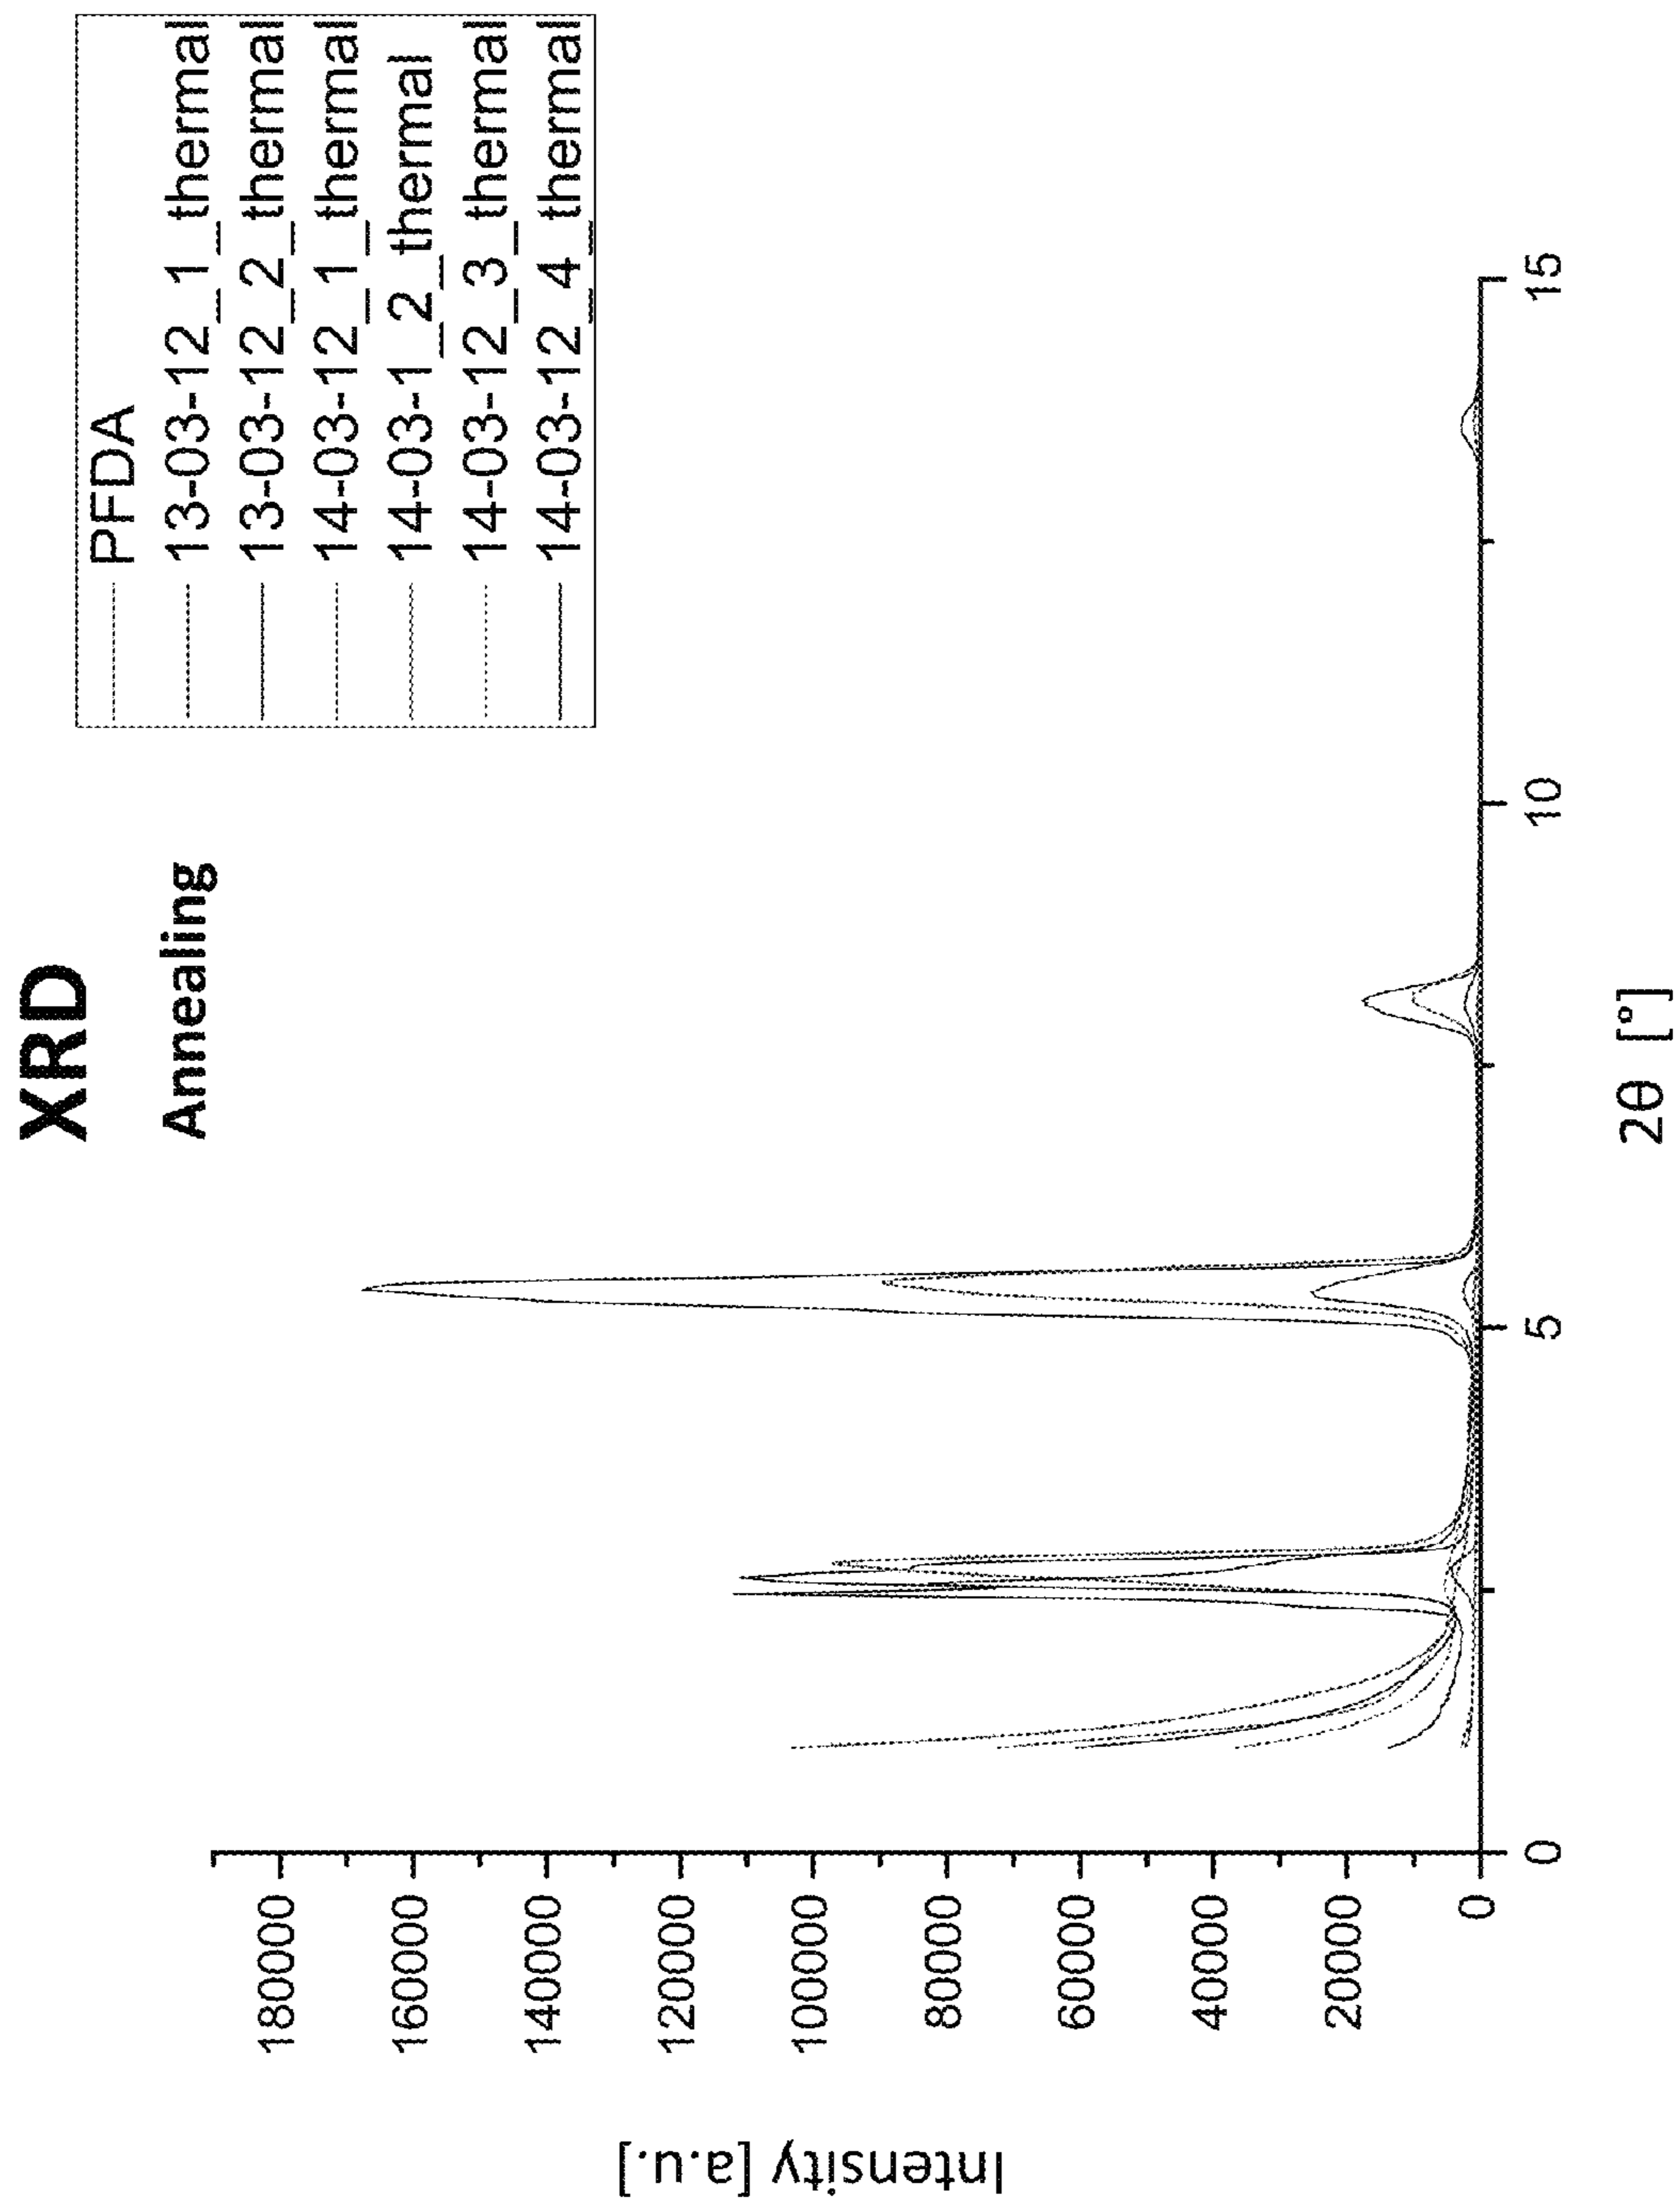 XRD
Annealing
PFDA
13-03-12_1_thermal
13-03-12_2_thermal
14-03-12_1_thermal
14-03-1_2_thermal
14-03-12_3_thermal
14-03-12_4_thermal
Intensity [a.u.]
180000
160000
140000
120000
100000
80000
60000
40000
20000
0
0
5
10
15
2θ [°]